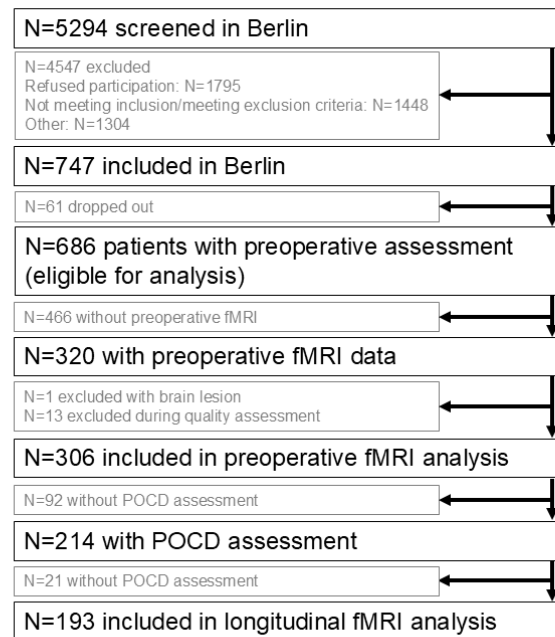 N=5294 screened in Berlin
N=4547 excluded
Refused participation: N=1795
Not meeting inclusion/meeting exclusion criteria: N=1448
Other: N=1304
N=747 included in Berlin
N=61 dropped out
N=686 patients with preoperative assessment
(eligible for analysis)
N=466 without preoperative fMRI
N=320 with preoperative fMRI data
N=1 excluded with brain lesion
N=13 excluded during quality assessment
N=306 included in preoperative fMRI analysis
N=92 without POCD assessment
N=214 with POCD assessment
N=21 without POCD assessment
N=193 included in longitudinal fMRI analysis